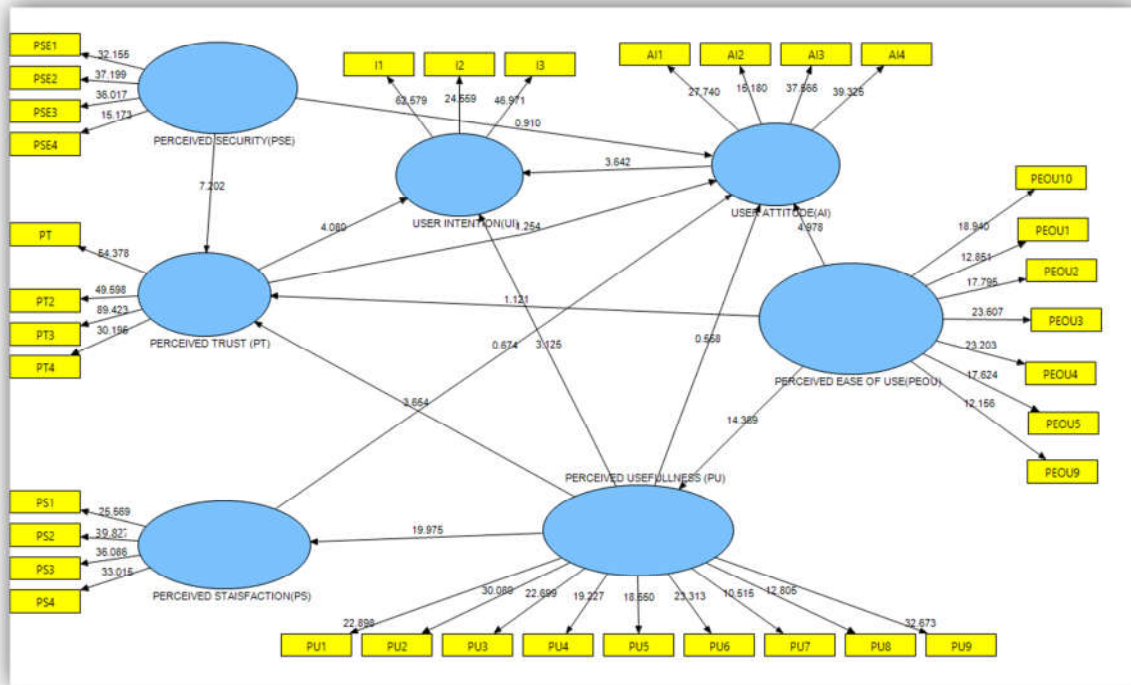 PSE1
32.155
PSE2
37.199
PSE3
36.017
PSE4
15.173
PERCEIVED SECURITY(PSE)
I1
I2
I3
62.579
24.559
46.971
USER INTENTION(UI)
AI1
AI2
AI3
AI4
27.740
15.180
37.566
39.325
USER ATTITUDE(AI)
0.910
3.642
7.202
4.080
1.254
4.978
PT
54.378
PT2
49.598
PT3
89.423
PT4
30.196
PERCEIVED TRUST (PT)
1.121
0.674
3.125
0.558
3.654
14.389
PEOU10
18.940
PEOU1
12.851
PEOU2
17.795
PEOU3
23.607
PEOU4
23.203
PEOU5
17.624
PEOU9
12.156
PERCEIVED EASE OF USE(PEOU)
PERCEIVED USEFULLNESS (PU)
PS1
25.569
PS2
39.827
PS3
36.086
PS4
33.015
PERCEIVED STAISFACTION(PS)
19.975
22.898
30.088
22.699
19.227
18.550
23.313
10.515
12.805
32.673
PU1
PU2
PU3
PU4
PU5
PU6
PU7
PU8
PU9